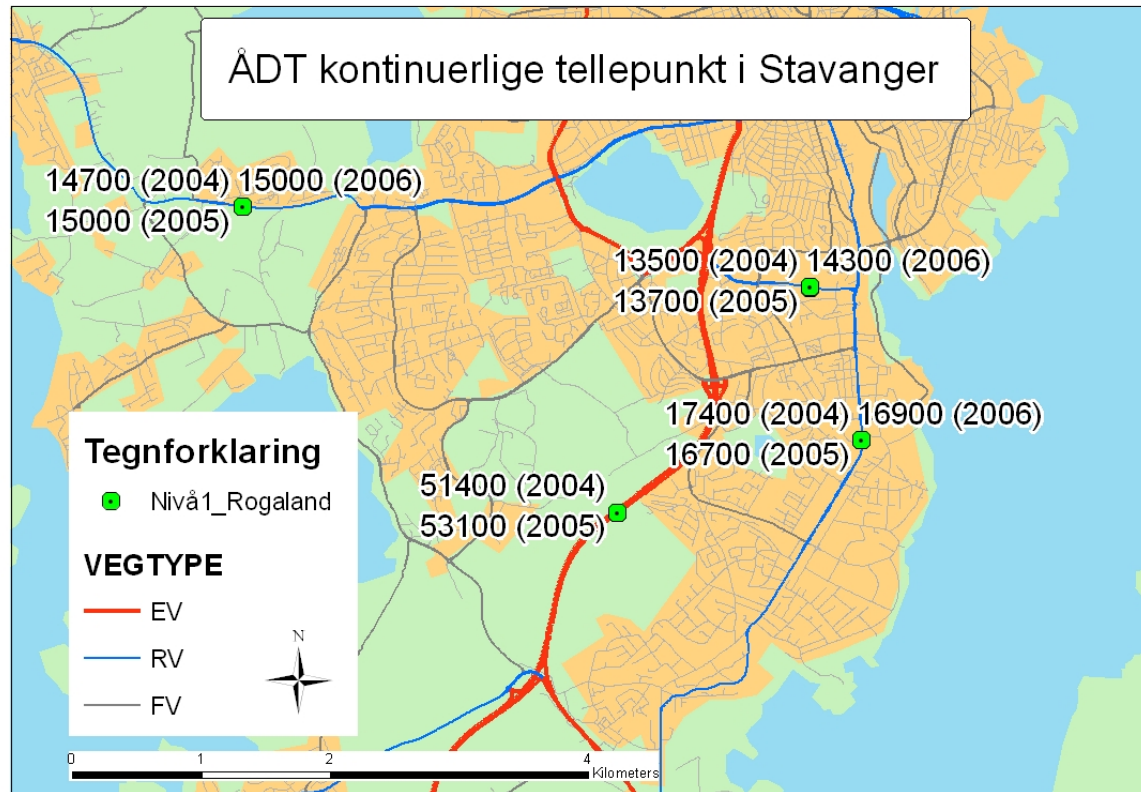 ÅDT kontinuerlige tellepunkt i Stavanger
14700 (2004) 15000 (2006)
15000 (2005)
13500 (2004) 14300 (2006)
13700 (2005)
17400 (2004) 16900 (2006)
16700 (2005)
51400 (2004)
53100 (2005)
Tegnforklaring
Nivå1_Rogaland
VEGTYPE
EV
RV
FV
N
0 1 2 4
Kilometers